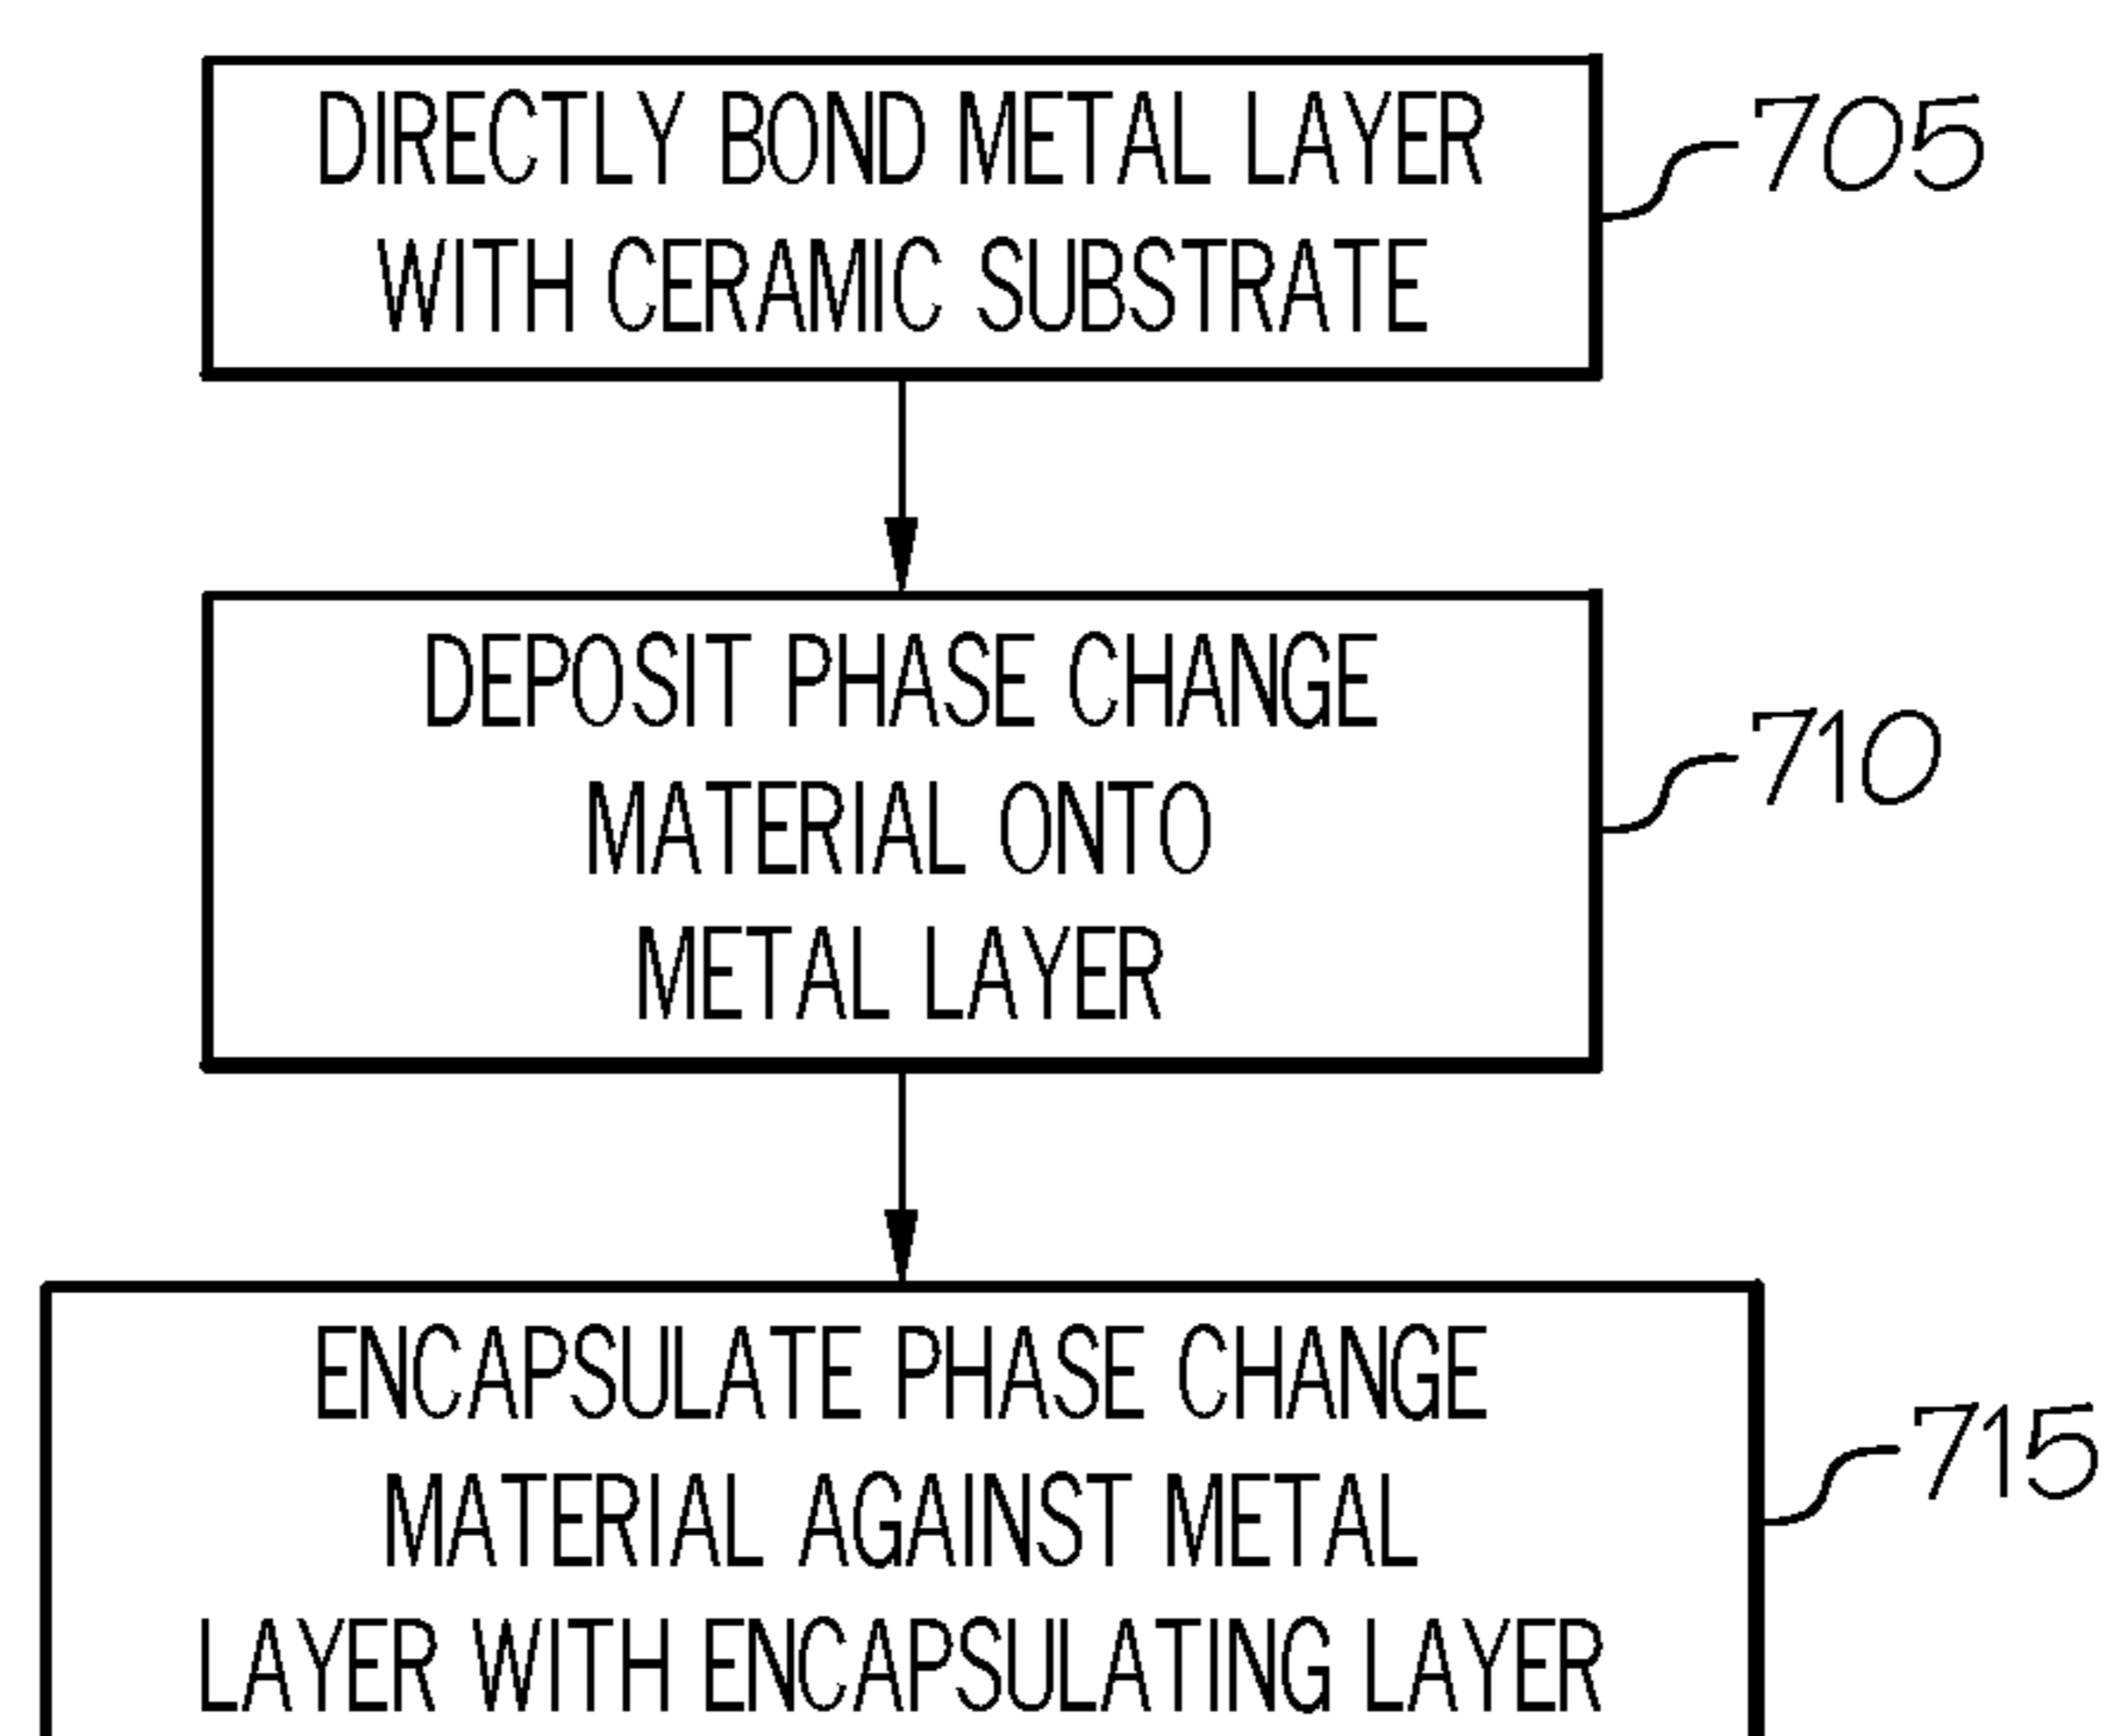 DIRECTLY BOND METAL LAYER
WITH CERAMIC SUBSTRATE
705
DEPOSIT PHASE CHANGE
MATERIAL ONTO
METAL LAYER
710
ENCAPSULATE PHASE CHANGE
MATERIAL AGAINST METAL
LAYER WITH ENCAPSULATING LAYER
715